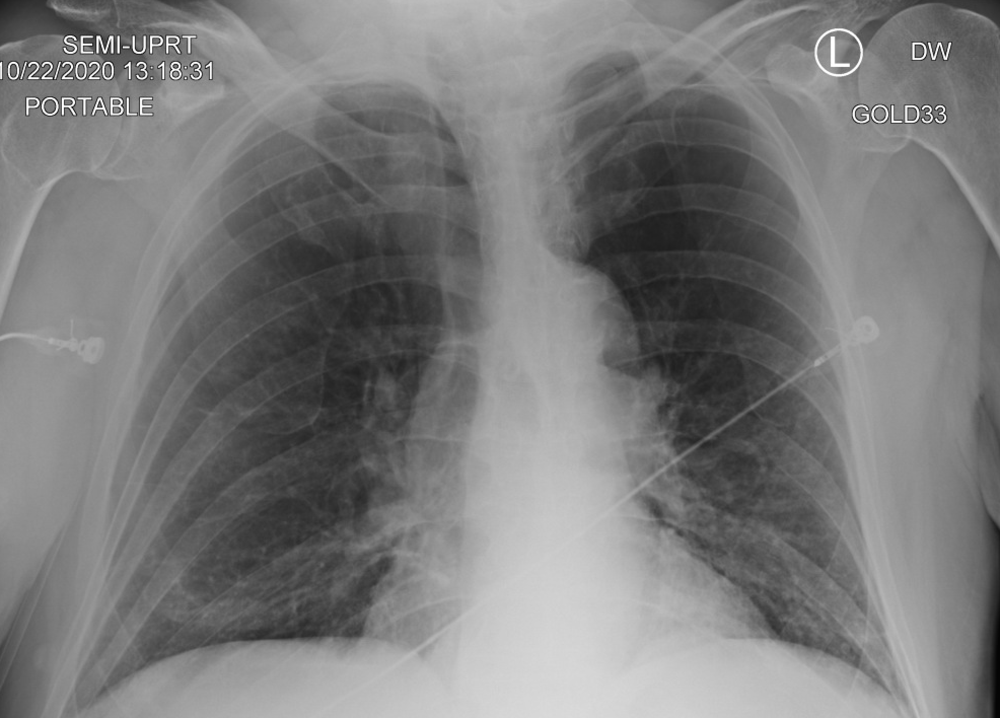 SEMI-UPRT
10/22/2020 13:18:31
PORTABLE
L
DW
GOLD33